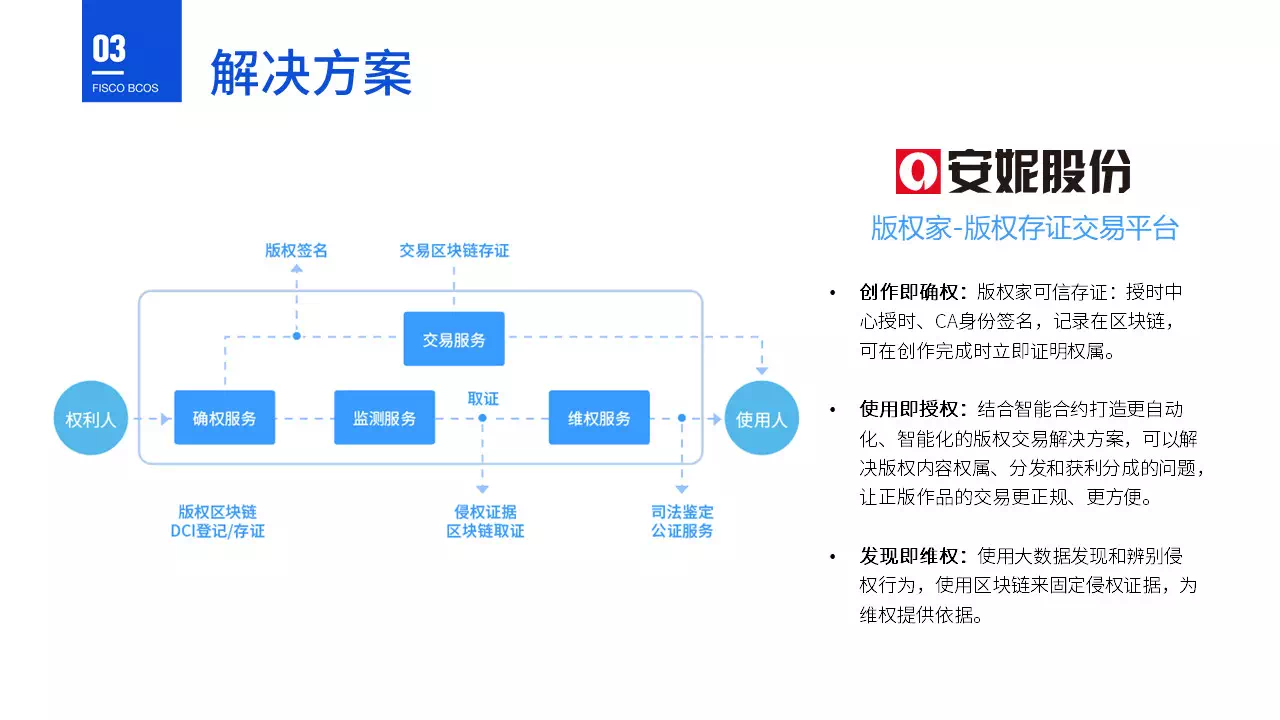 03
FISCO BCOS
解决方案
安妮股份
版权家-版权存证交易平台
版权签名
交易区块链存证
交易服务
取证
权利人
确权服务
监测服务
维权服务
使用人
版权区块链
DCI登记/存证
侵权证据
区块链取证
司法鉴定
公证服务
• 创作即确权：版权家可信存证：授时中
心授时、CA身份签名，记录在区块链，
可在创作完成时立即证明权属。
• 使用即授权：结合智能合约打造更自动
化、智能化的版权交易解决方案，可以解
决版权内容权属、分发和获利分成的问题，
让正版作品的交易更正规、更方便。
• 发现即维权：使用大数据发现和辨别侵
权行为，使用区块链来固定侵权证据，为
维权提供依据。